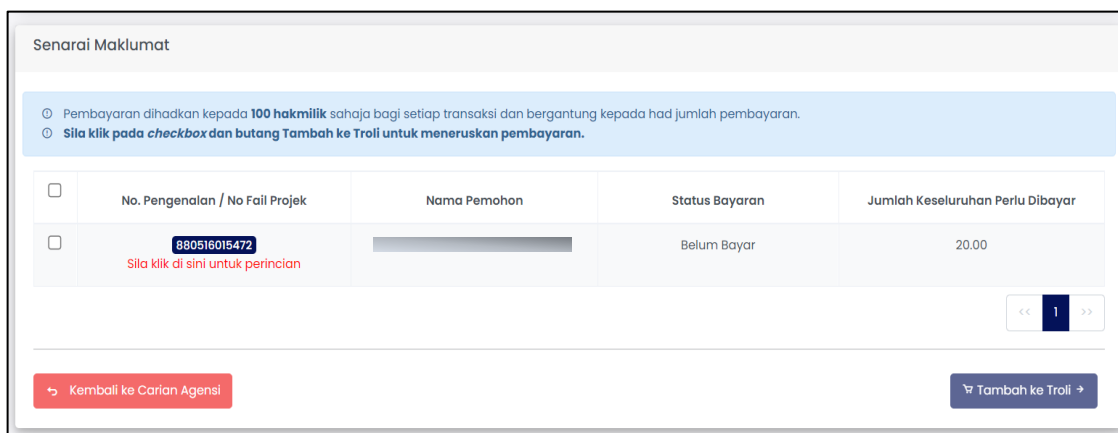 Senarai Maklumat
Pembayaran dihadkan kepada 100 hakmilik sahaja bagi setiap transaksi dan bergantung kepada had jumlah pembayaran.
Sila klik pada checkbox dan butang Tambah ke Troli untuk meneruskan pembayaran.
No. Pengenalan / No Fail Projek Nama Pemohon Status Bayaran Jumlah Keseluruhan Perlu Dibayar
880516015472 Belum Bayar 20.00
Sila klik di sini untuk perincian
<< 1 >>
Kembali ke Carian Agensi Tambah ke Troli